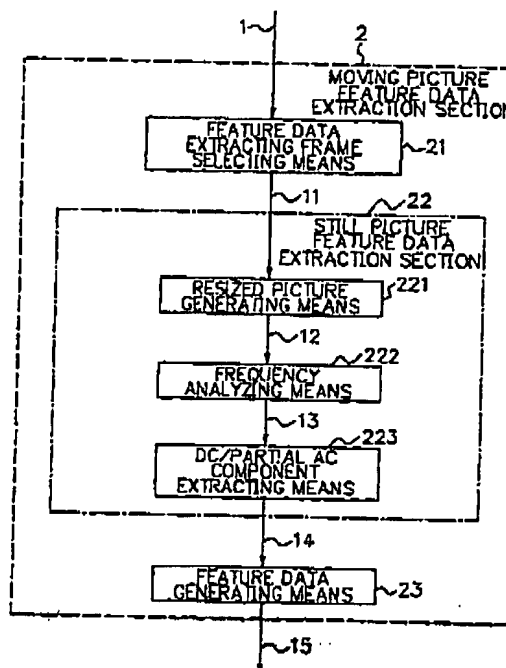 1
2
MOVING PICTURE
FEATURE DATA
EXTRACTION SECTION
FEATURE DATA
EXTRACTING FRAME
SELECTING MEANS
21
11
22
STILL PICTURE
FEATURE DATA
EXTRACTION SECTION
RESIZED PICTURE
GENERATING MEANS
221
12
222
FREQUENCY
ANALYZING MEANS
13
223
DC/PARTIAL AC
COMPONENT
EXTRACTING MEANS
14
FEATURE DATA
GENERATING MEANS
23
15